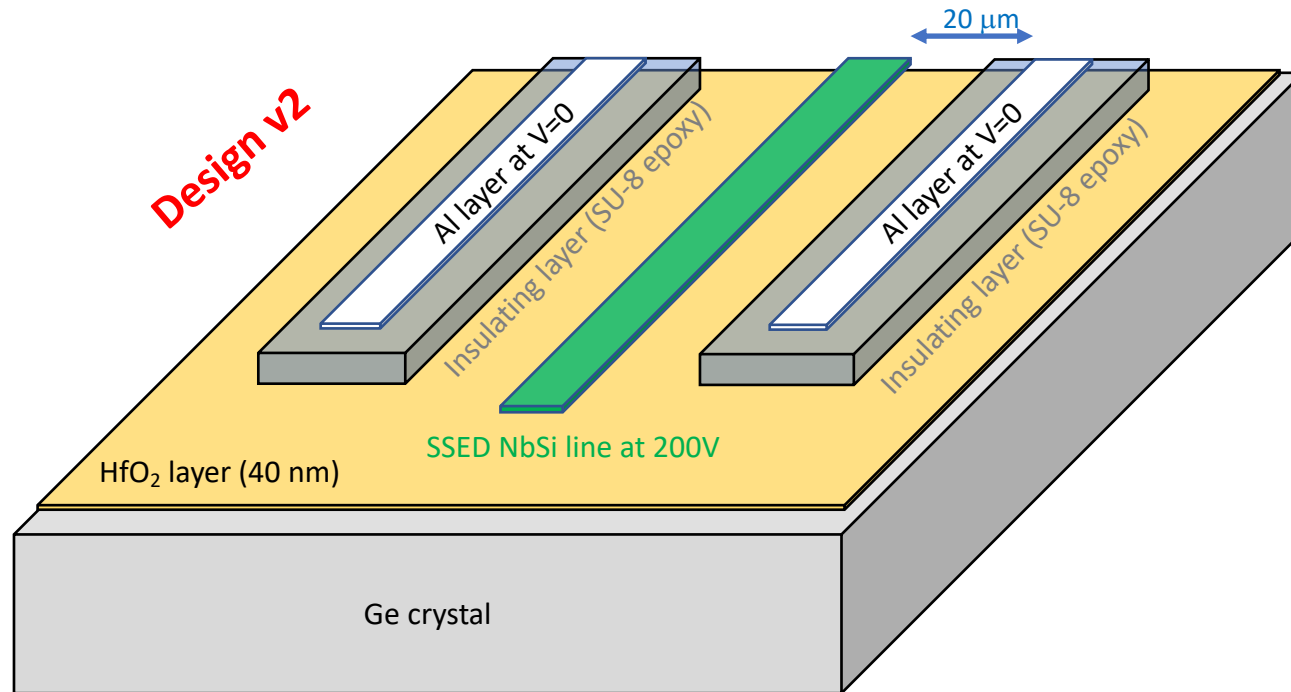 20 μm
Design v2
Al layer at V=0
Insulating layer (SU-8 epoxy)
Al layer at V=0
Insulating layer (SU-8 epoxy)
SSED NbSi line at 200V
HfO₂ layer (40 nm)
Ge crystal